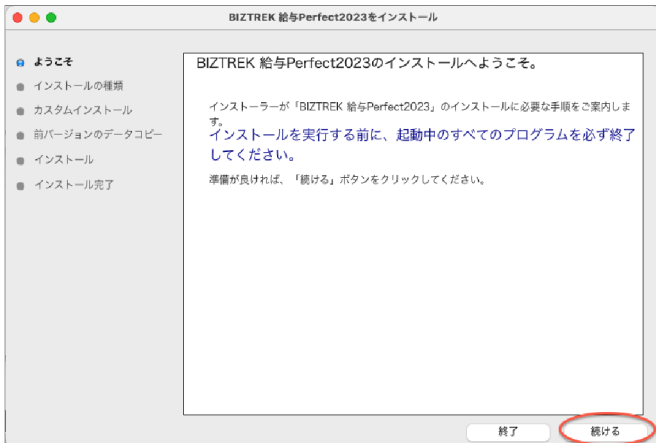 BIZTREK 給与Perfect2023をインストール
ようこそ
インストールの種類
カスタムインストール
前バージョンのデータコピー
インストール
インストール完了
BIZTREK 給与Perfect2023のインストールへようこそ。
インストーラーが「BIZTREK 給与Perfect2023」のインストールに必要な手順をご案内しま
す。
インストールを実行する前に、起動中のすべてのプログラムを必ず終了
してください。
準備が良ければ、「続ける」ボタンをクリックしてください。
終了
続ける